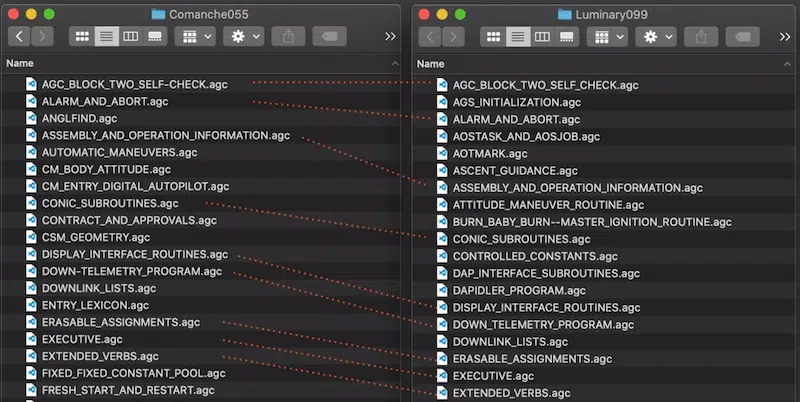 Comanche055
Name
AGC_BLOCK_TWO_SELF-CHECK.agc
ALARM_AND_ABORT.agc
ANGLFIND.agc
ASSEMBLY_AND_OPERATION_INFORMATION.agc
AUTOMATIC_MANEUVERS.agc
CM_BODY_ATTITUDE.agc
CM_ENTRY_DIGITAL_AUTOPILOT.agc
CONIC_SUBROUTINES.agc
CONTRACT_AND_APPROVALS.agc
CSM_GEOMETRY.agc
DISPLAY_INTERFACE_ROUTINES.agc
DOWN-TELEMETRY_PROGRAM.agc
DOWNLINK_LISTS.agc
ENTRY_LEXICON.agc
ERASABLE_ASSIGNMENTS.agc
EXECUTIVE.agc
EXTENDED_VERBS.agc
FIXED_FIXED_CONSTANT_POOL.agc
FRESH_START_AND_RESTART.agc
Luminary099
Name
AGC_BLOCK_TWO_SELF_CHECK.agc
AGS_INITIALIZATION.agc
ALARM_AND_ABORT.agc
AOSTASK_AND_AOSJOB.agc
AOTMARK.agc
ASCENT_GUIDANCE.agc
ASSEMBLY_AND_OPERATION_INFORMATION.agc
ATTITUDE_MANEUVER_ROUTINE.agc
BURN_BABY_BURN--MASTER_IGNITION_ROUTINE.agc
CONIC_SUBROUTINES.agc
CONTROLLED_CONSTANTS.agc
DAP_INTERFACE_SUBROUTINES.agc
DAPIDLER_PROGRAM.agc
DISPLAY_INTERFACE_ROUTINES.agc
DOWN_TELEMETRY_PROGRAM.agc
DOWNLINK_LISTS.agc
ERASABLE_ASSIGNMENTS.agc
EXECUTIVE.agc
EXTENDED_VERBS.agc